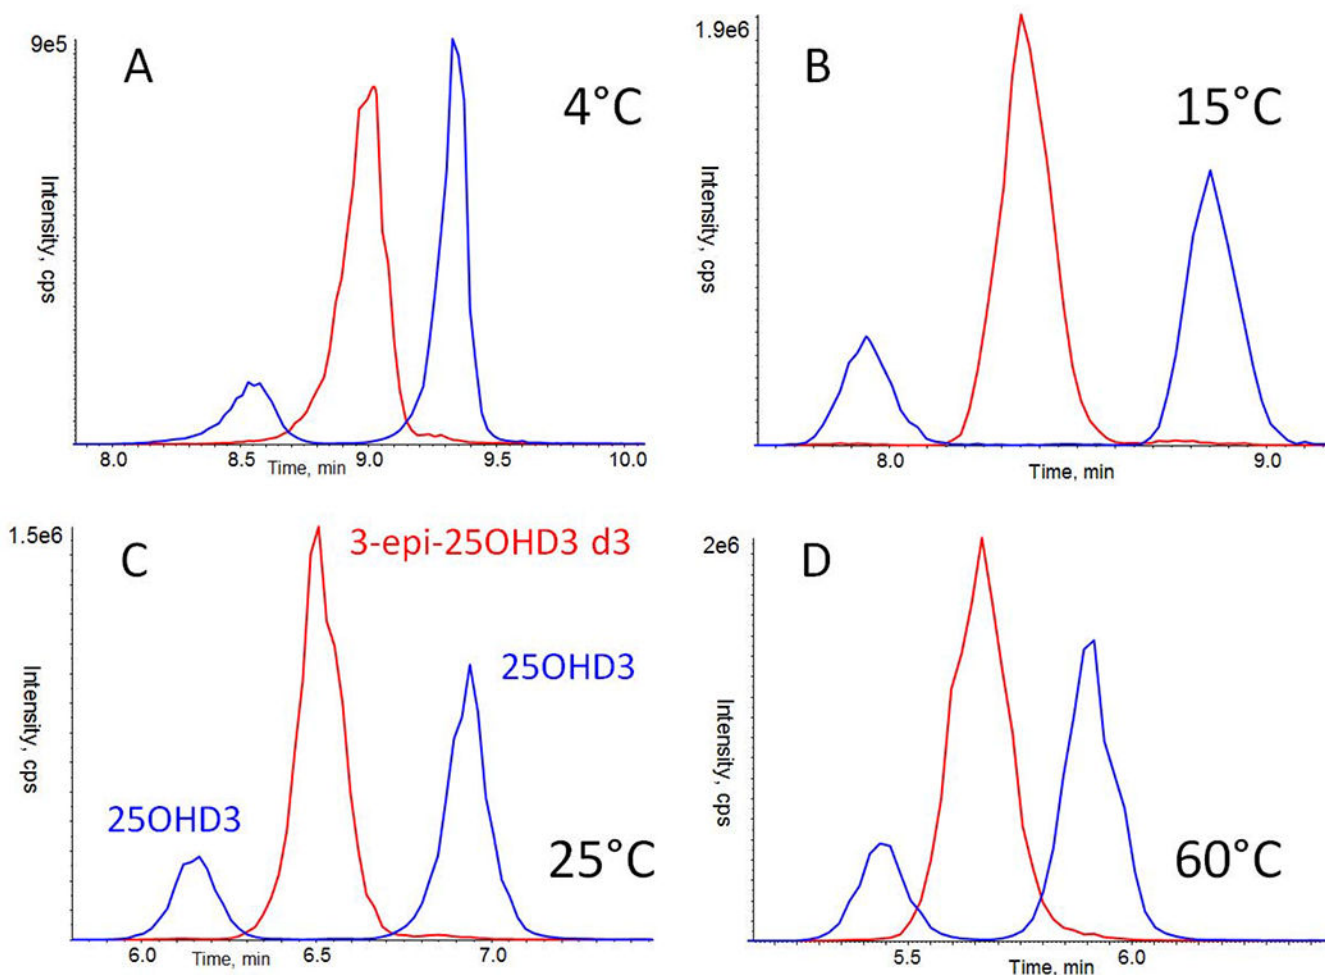 9e5
A
4°C
Intensity, cps
8.0 8.5 9.0 9.5 10.0
Time, min
1.9e6
B
15°C
Intensity, cps
8.0 9.0
Time, min
1.5e6
C
3-epi-25OHD3 d3
25OHD3
25OHD3
25°C
Intensity, cps
6.0 6.5 7.0
Time, min
2e6
D
60°C
Intensity, cps
5.5 6.0
Time, min